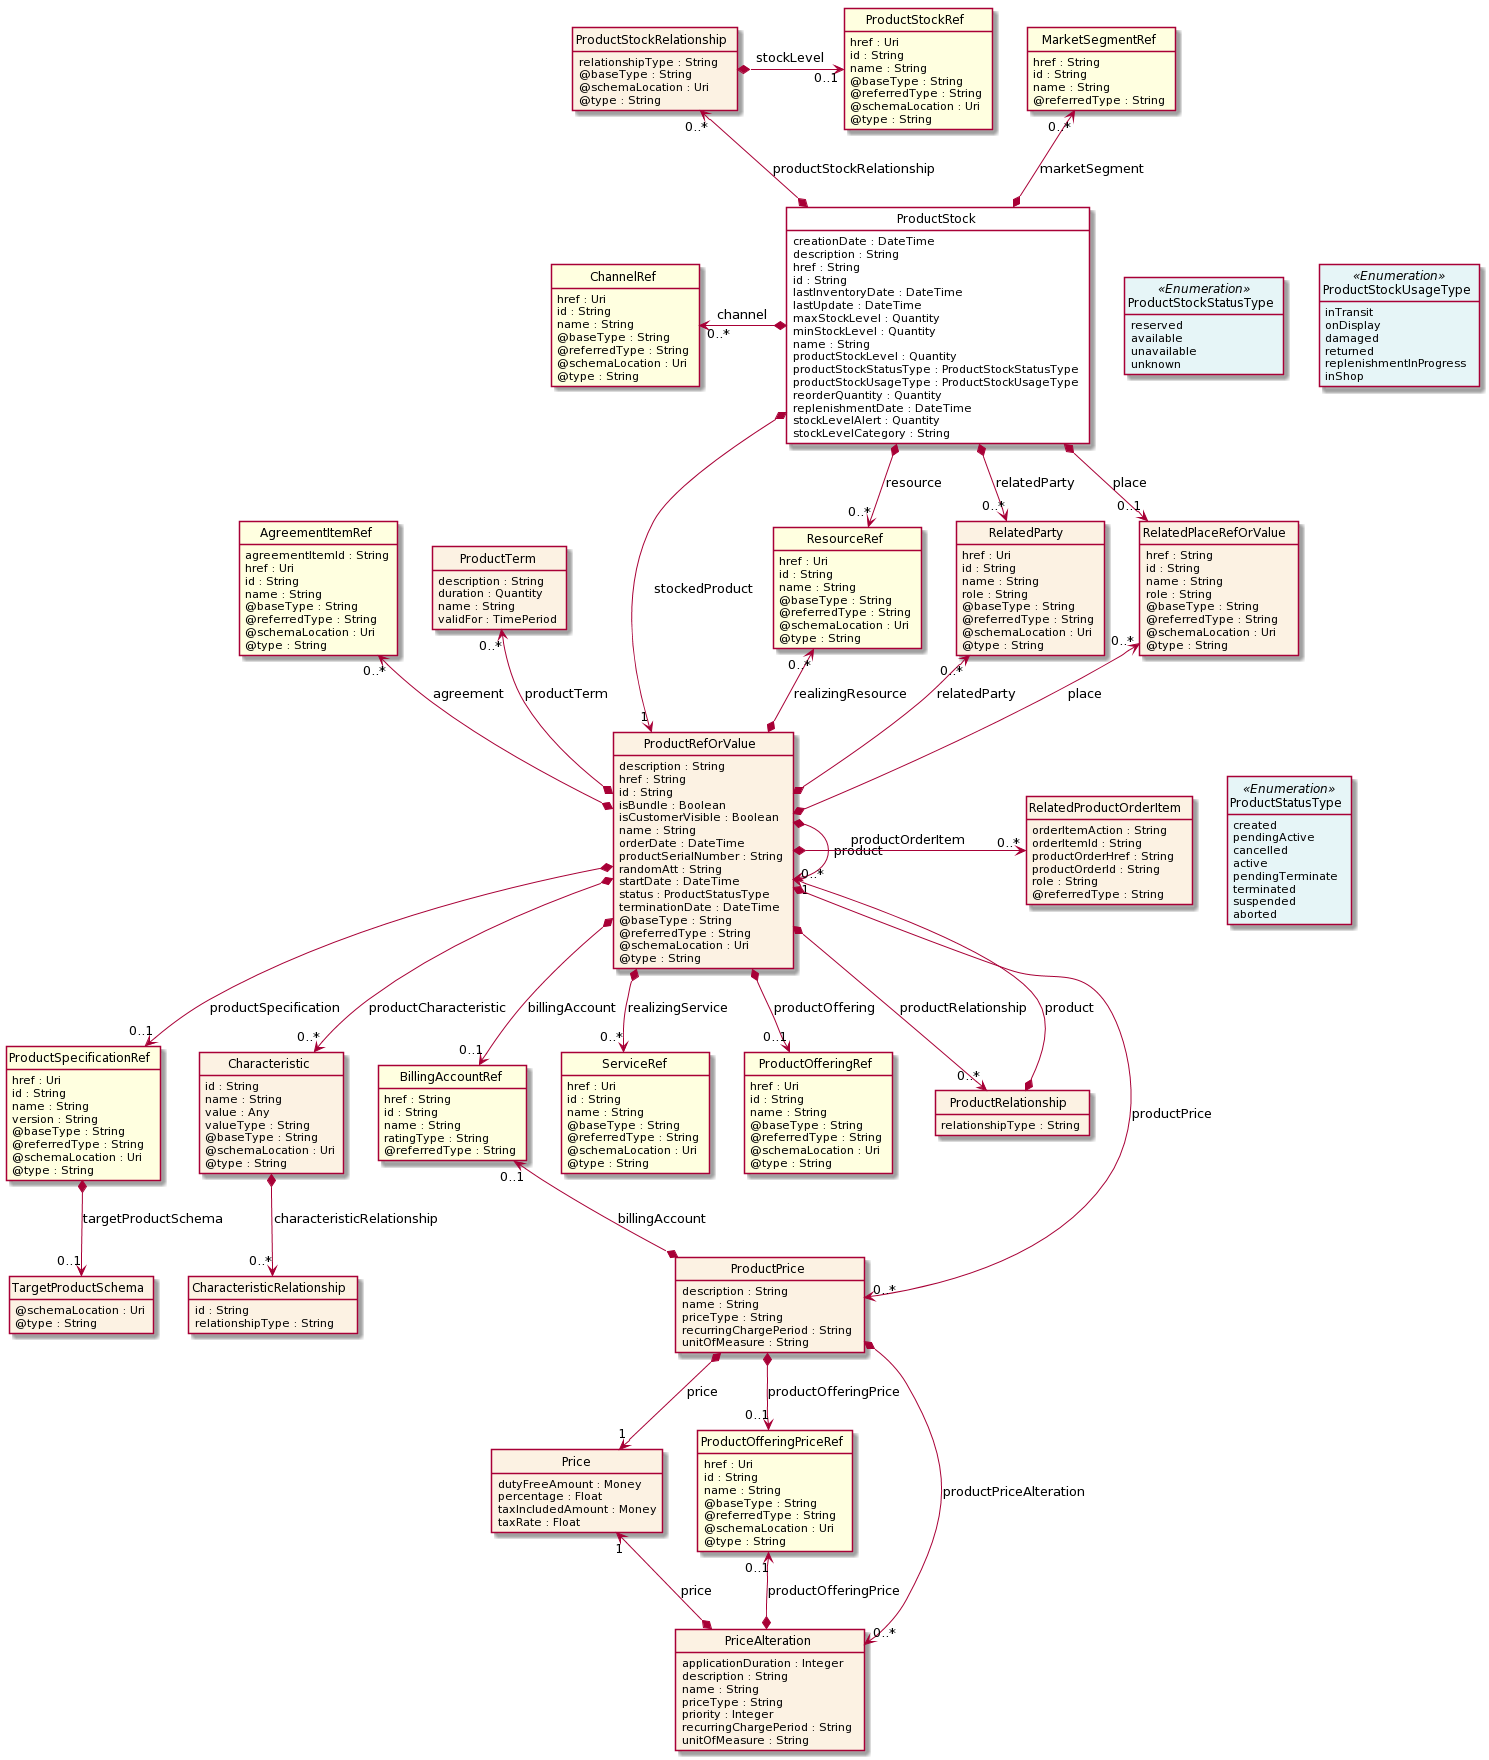 ProductStockRelationship
relationshipType : String
@baseType : String
@schemaLocation : Uri
@type : String
stockLevel
0..1
ProductStockRef
href : Uri
id : String
name : String
@baseType : String
@referredType : String
@schemaLocation : Uri
@type : String
MarketSegmentRef
href : String
id : String
name : String
@referredType : String
0..*
0..*
productStockRelationship
marketSegment
ProductStock
creationDate : DateTime
description : String
href : String
id : String
lastInventoryDate : DateTime
lastUpdate : DateTime
maxStockLevel : Quantity
minStockLevel : Quantity
name : String
productStockLevel : Quantity
productStockStatusType : ProductStockStatusType
productStockUsageType : ProductStockUsageType
reorderQuantity : Quantity
replenishmentDate : DateTime
stockLevelAlert : Quantity
stockLevelCategory : String
ChannelRef
href : Uri
id : String
name : String
@baseType : String
@referredType : String
@schemaLocation : Uri
@type : String
channel
0..*
«Enumeration»
ProductStockStatusType
reserved
available
unavailable
unknown
«Enumeration»
ProductStockUsageType
inTransit
onDisplay
damaged
returned
replenishmentInProgress
inShop
resource
0..*
relatedParty
0..*
place
0..1
AgreementItemRef
agreementItemId : String
href : Uri
id : String
name : String
@baseType : String
@referredType : String
@schemaLocation : Uri
@type : String
ProductTerm
description : String
duration : Quantity
name : String
validFor : TimePeriod
stockedProduct
1
ResourceRef
href : Uri
id : String
name : String
@baseType : String
@referredType : String
@schemaLocation : Uri
@type : String
RelatedParty
href : Uri
id : String
name : String
role : String
@baseType : String
@referredType : String
@schemaLocation : Uri
@type : String
RelatedPlaceRefOrValue
href : String
id : String
name : String
role : String
@baseType : String
@referredType : String
@schemaLocation : Uri
@type : String
0..*
agreement
0..*
productTerm
0..*
realizingResource
0..*
relatedParty
0..*
place
ProductRefOrValue
description : String
href : String
id : String
isBundle : Boolean
isCustomerVisible : Boolean
name : String
orderDate : DateTime
productSerialNumber : String
randomAtt : String
startDate : DateTime
status : ProductStatusType
terminationDate : DateTime
@baseType : String
@referredType : String
@schemaLocation : Uri
@type : String
productOrderItem
0..*
product
0..*
1
RelatedProductOrderItem
orderItemAction : String
orderItemId : String
productOrderHref : String
productOrderId : String
role : String
@referredType : String
«Enumeration»
ProductStatusType
created
pendingActive
cancelled
active
pendingTerminate
terminated
suspended
aborted
productSpecification
0..1
productCharacteristic
0..*
billingAccount
0..1
realizingService
0..*
productOffering
0..1
productRelationship
0..*
product
productPrice
ProductSpecificationRef
href : Uri
id : String
name : String
version : String
@baseType : String
@referredType : String
@schemaLocation : Uri
@type : String
Characteristic
id : String
name : String
value : Any
valueType : String
@baseType : String
@schemaLocation : Uri
@type : String
BillingAccountRef
href : String
id : String
name : String
ratingType : String
@referredType : String
ServiceRef
href : Uri
id : String
name : String
@baseType : String
@referredType : String
@schemaLocation : Uri
@type : String
ProductOfferingRef
href : Uri
id : String
name : String
@baseType : String
@referredType : String
@schemaLocation : Uri
@type : String
ProductRelationship
relationshipType : String
targetProductSchema
0..1
characteristicRelationship
0..*
0..1
billingAccount
TargetProductSchema
@schemaLocation : Uri
@type : String
CharacteristicRelationship
id : String
relationshipType : String
ProductPrice
description : String
name : String
priceType : String
recurringChargePeriod : String
unitOfMeasure : String
0..*
price
1
productOfferingPrice
0..1
productPriceAlteration
Price
dutyFreeAmount : Money
percentage : Float
taxIncludedAmount : Money
taxRate : Float
ProductOfferingPriceRef
href : Uri
id : String
name : String
@baseType : String
@referredType : String
@schemaLocation : Uri
@type : String
1
price
0..1
productOfferingPrice
0..*
PriceAlteration
applicationDuration : Integer
description : String
name : String
priceType : String
priority : Integer
recurringChargePeriod : String
unitOfMeasure : String